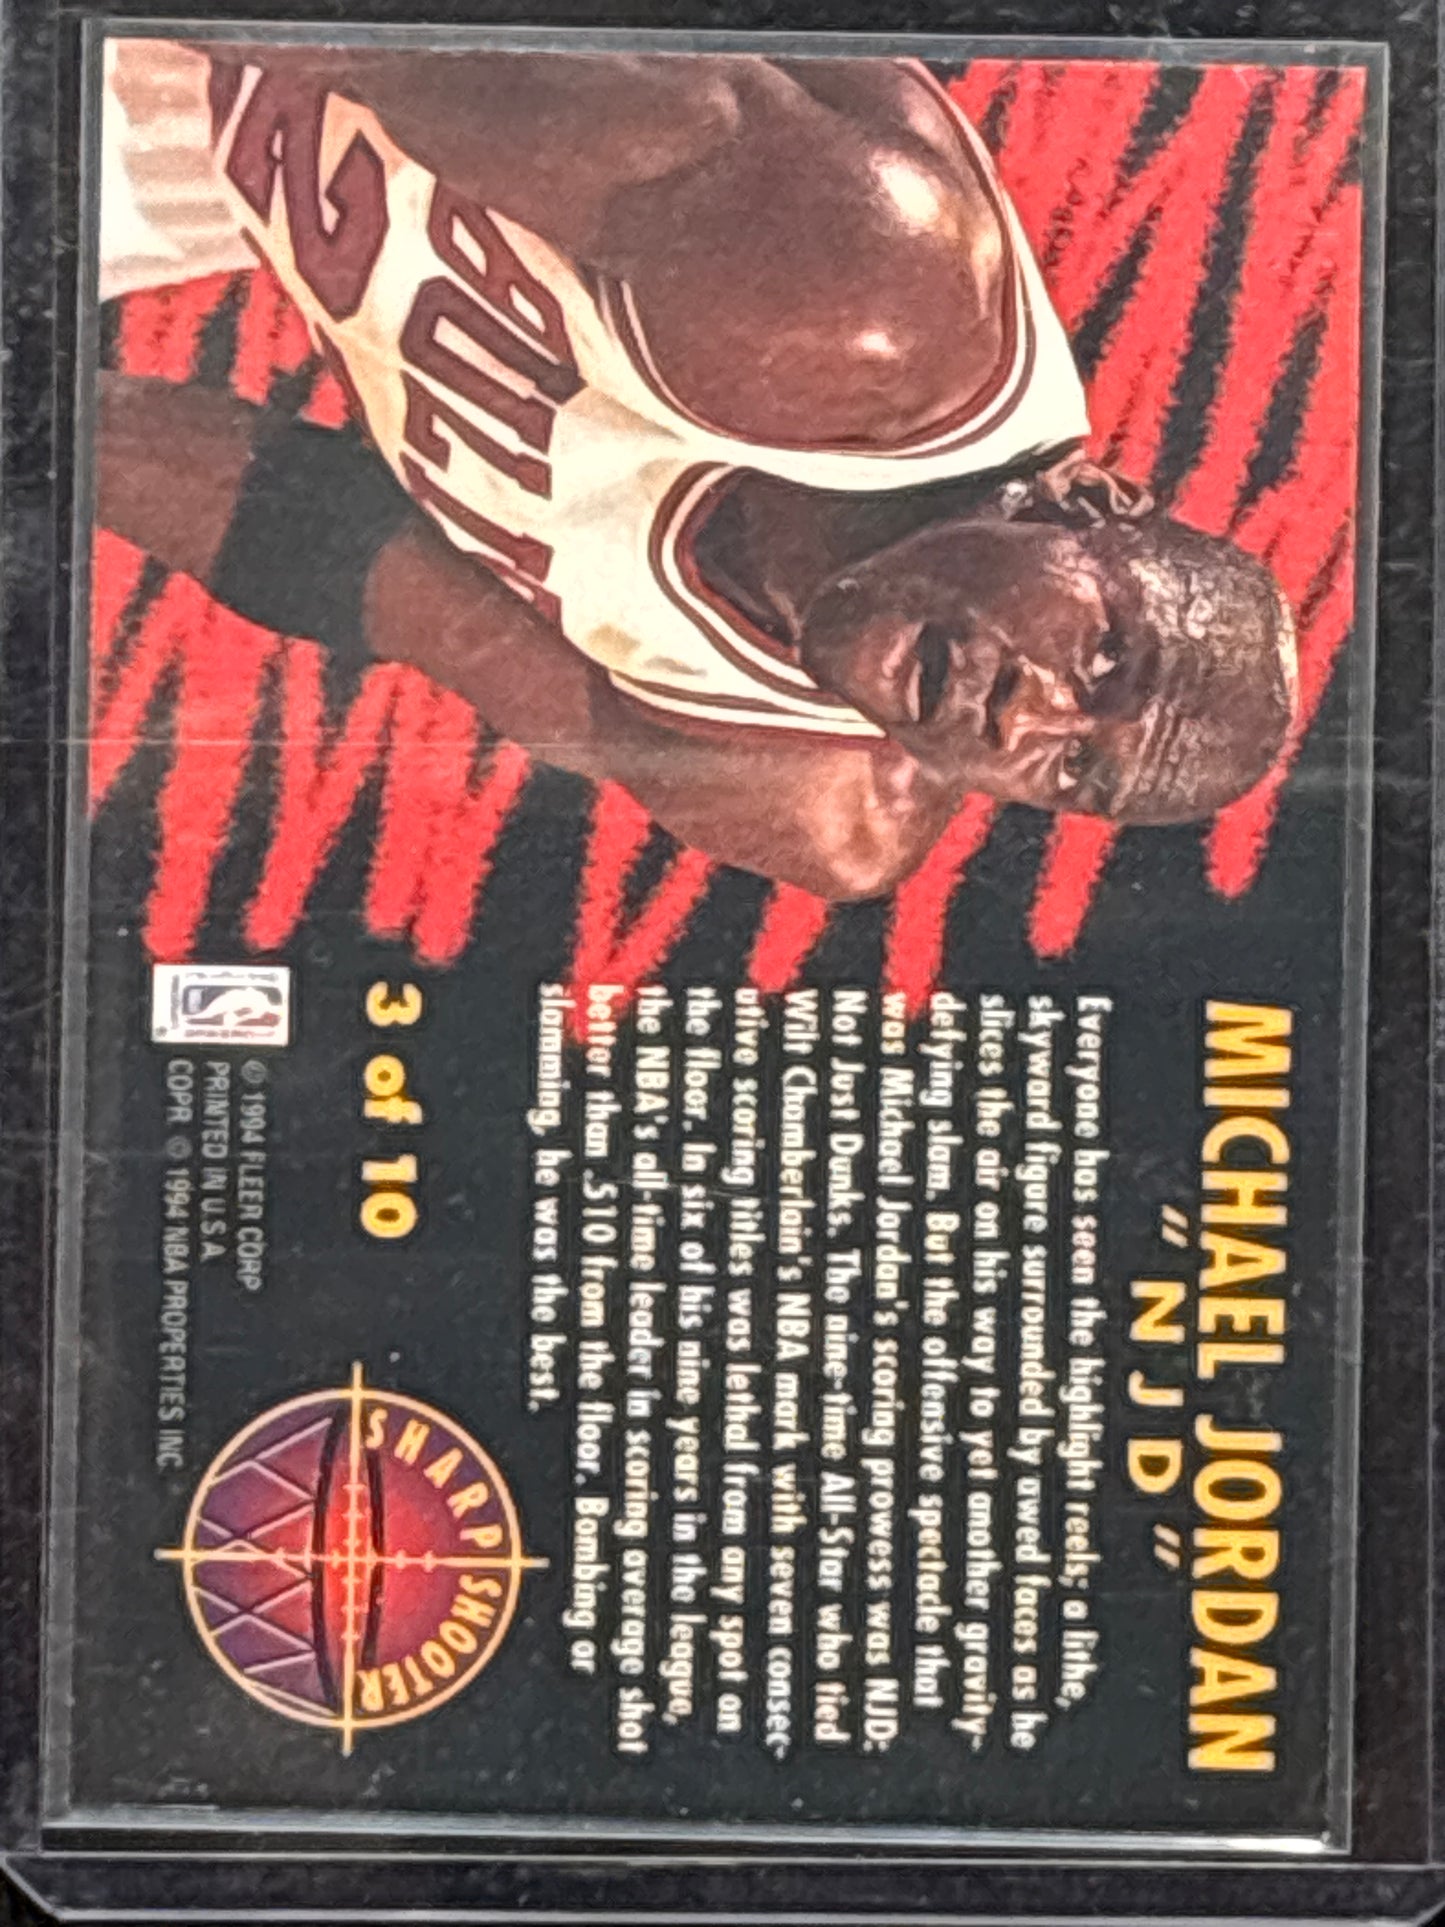 MICHAEL JORDAN
"NJD"
Everyone has seen the highlight reels; a lithe,
skyward figure surrounded by awed faces as he
slices the air on his way to yet another gravity-
defying slam. But the offensive spectacle that
was Michael Jordan's scoring prowess was NJD:
Not Just Dunks. The nine-time All-Star who tied
Wilt Chamberlain's NBA mark with seven consec-
utive scoring titles was lethal from any spot on
the floor. In six of his nine years in the league,
the NBA's all-time leader in scoring average shot
better than .510 from the floor. Bombing or
slamming, he was the best.
3 of 10
SHARP SHOOTER
© 1994 FLEER CORP
PRINTED IN U S A
COPR © 1994 NBA PROPERTIES INC.
BULL
2